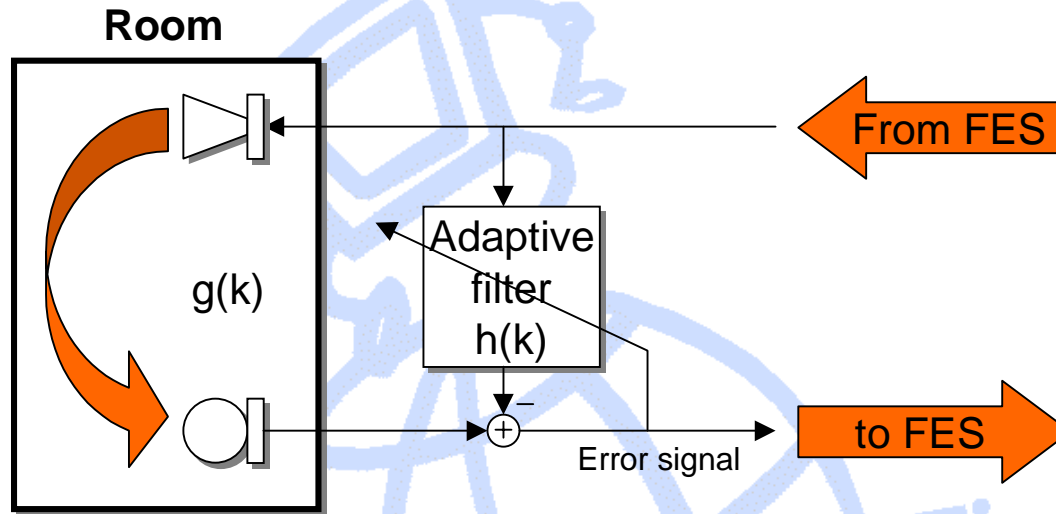 Room
From FES
Adaptive
filter
h(k)
g(k)
–
+
Error signal
to FES